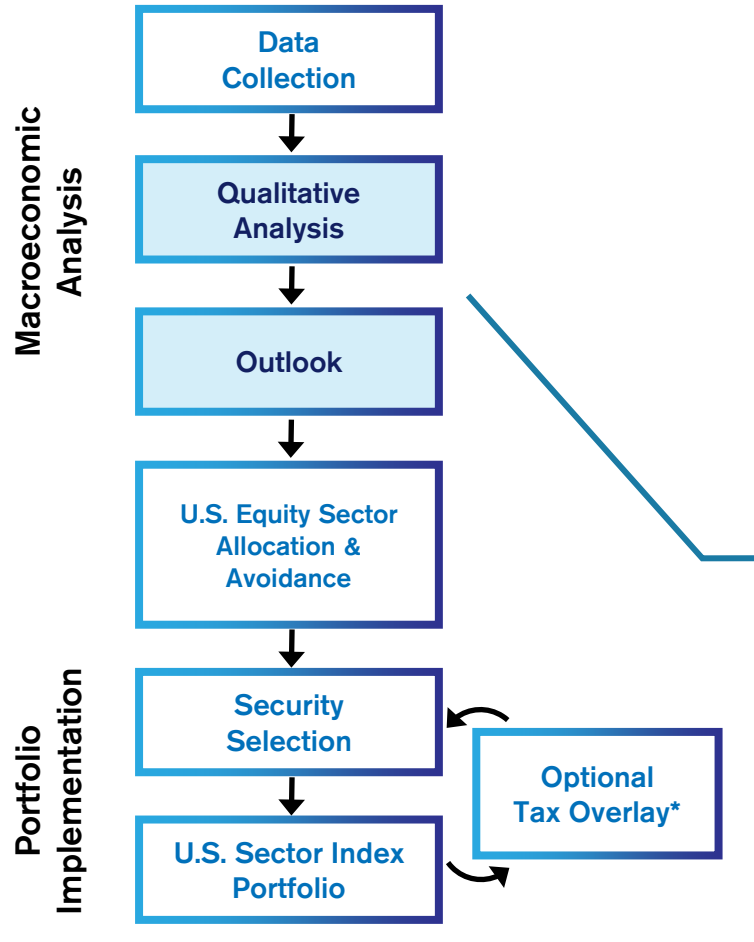 Macroeconomic
Analysis
Data
Collection
Qualitative
Analysis
Outlook
U.S. Equity Sector
Allocation &
Avoidance
Portfolio
Implementation
Security
Selection
U.S. Sector Index
Portfolio
Optional
Tax Overlay*